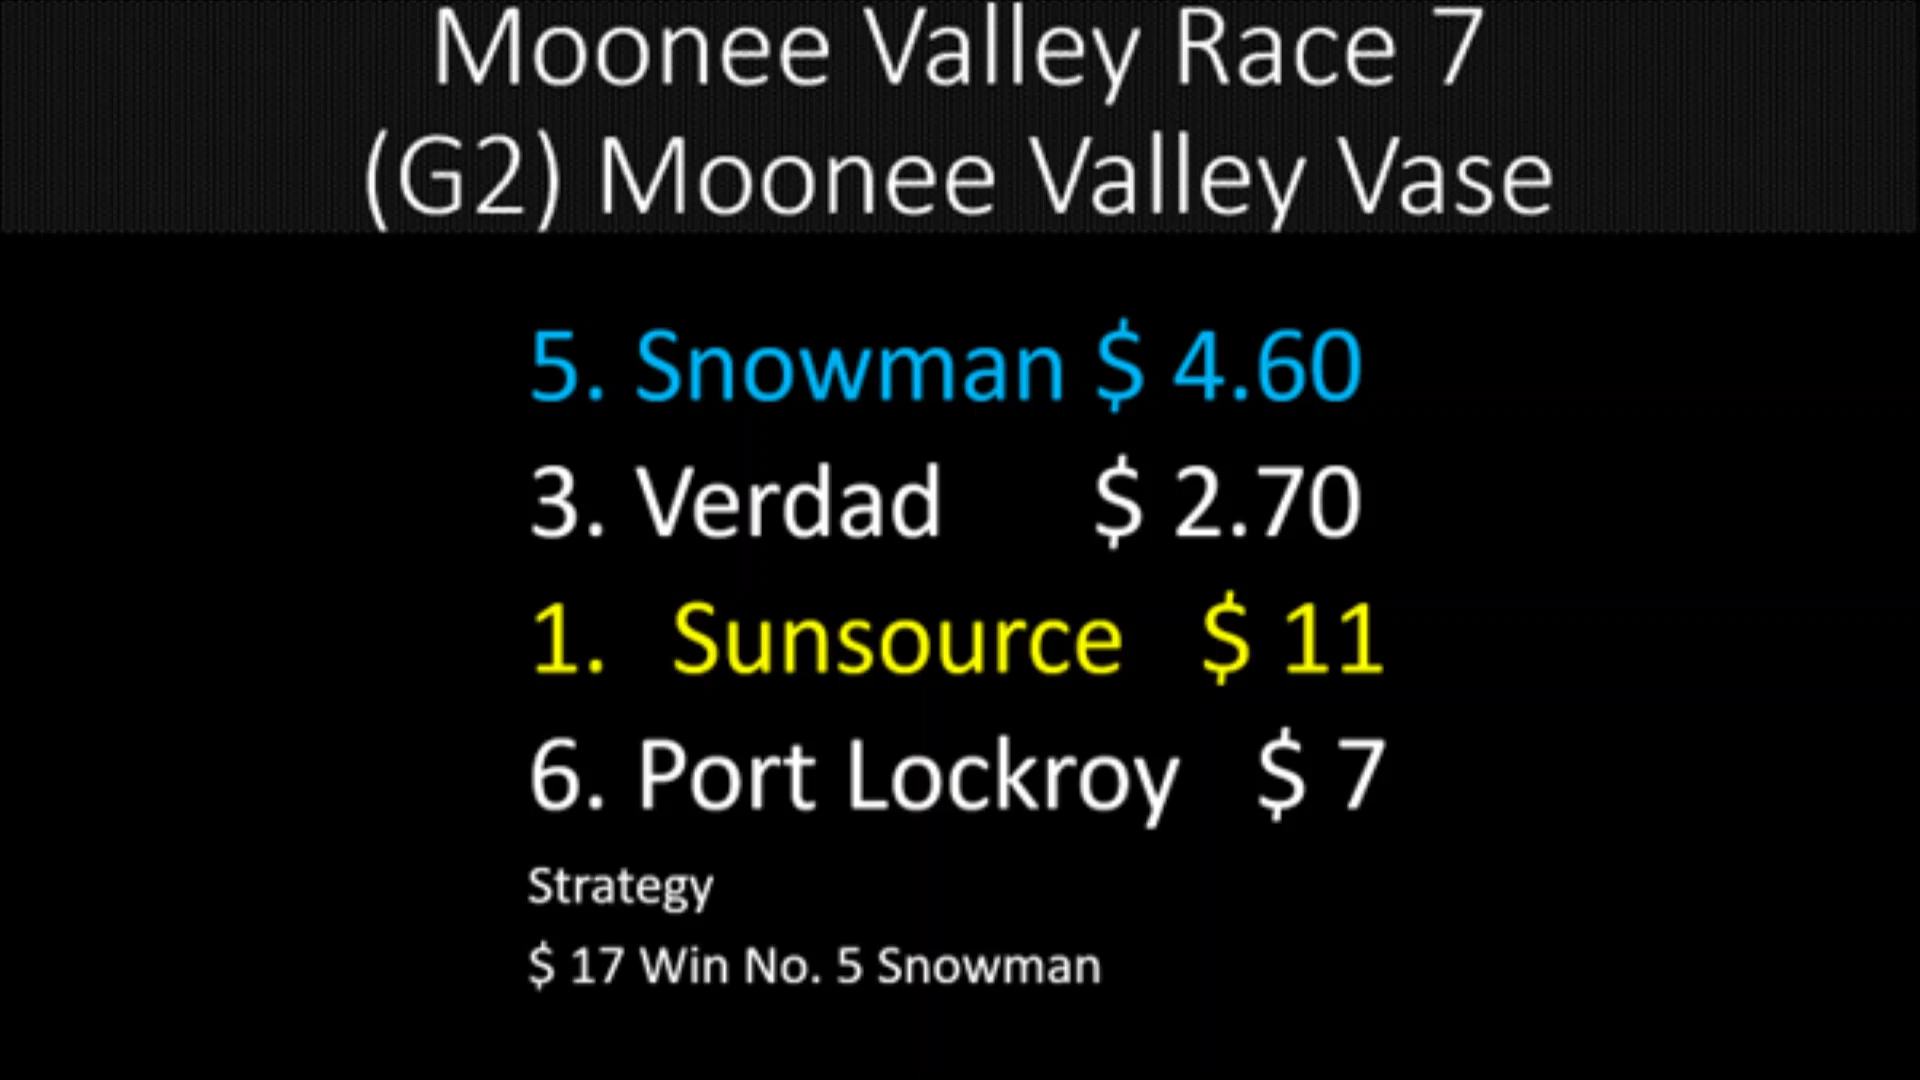 Moonee Valley Race 7
(G2) Moonee Valley Vase
5. Snowman $ 4.60
3. Verdad $ 2.70
1. Sunsource $ 11
6. Port Lockroy $ 7
Strategy
$ 17 Win No. 5 Snowman